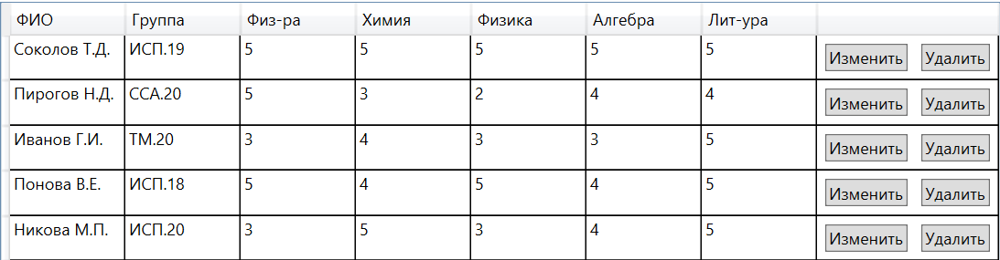 ФИО Группа Физ-ра Химия Физика Алгебра Лит-ура
Соколов Т.Д. ИСП.19 5 5 5 5 5 Изменить Удалить
Пирогов Н.Д. ССА.20 5 3 2 4 4 Изменить Удалить
Иванов Г.И. ТМ.20 3 4 3 3 5 Изменить Удалить
Понова В.Е. ИСП.18 5 4 5 4 5 Изменить Удалить
Никова М.П. ИСП.20 3 5 3 4 5 Изменить Удалить